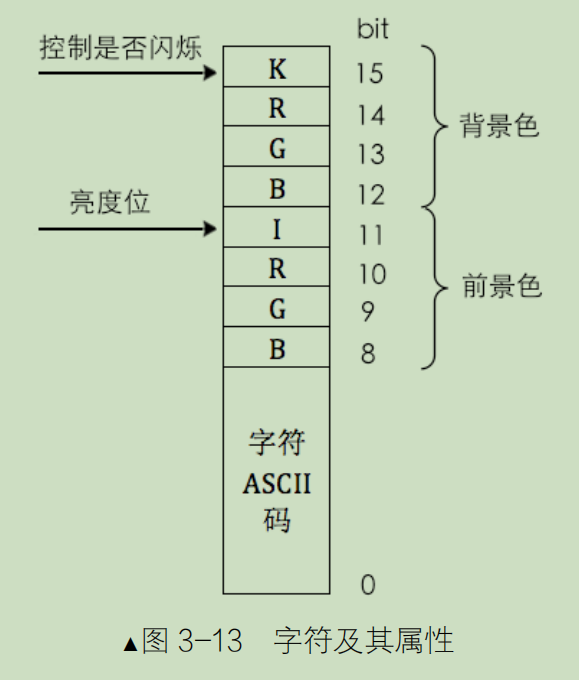 bit
控制是否闪烁
K 15
R 14
G 13
B 12
背景色
亮度位
I 11
R 10
G 9
B 8
前景色
字符
ASCII
码
0
▲图 3-13 字符及其属性